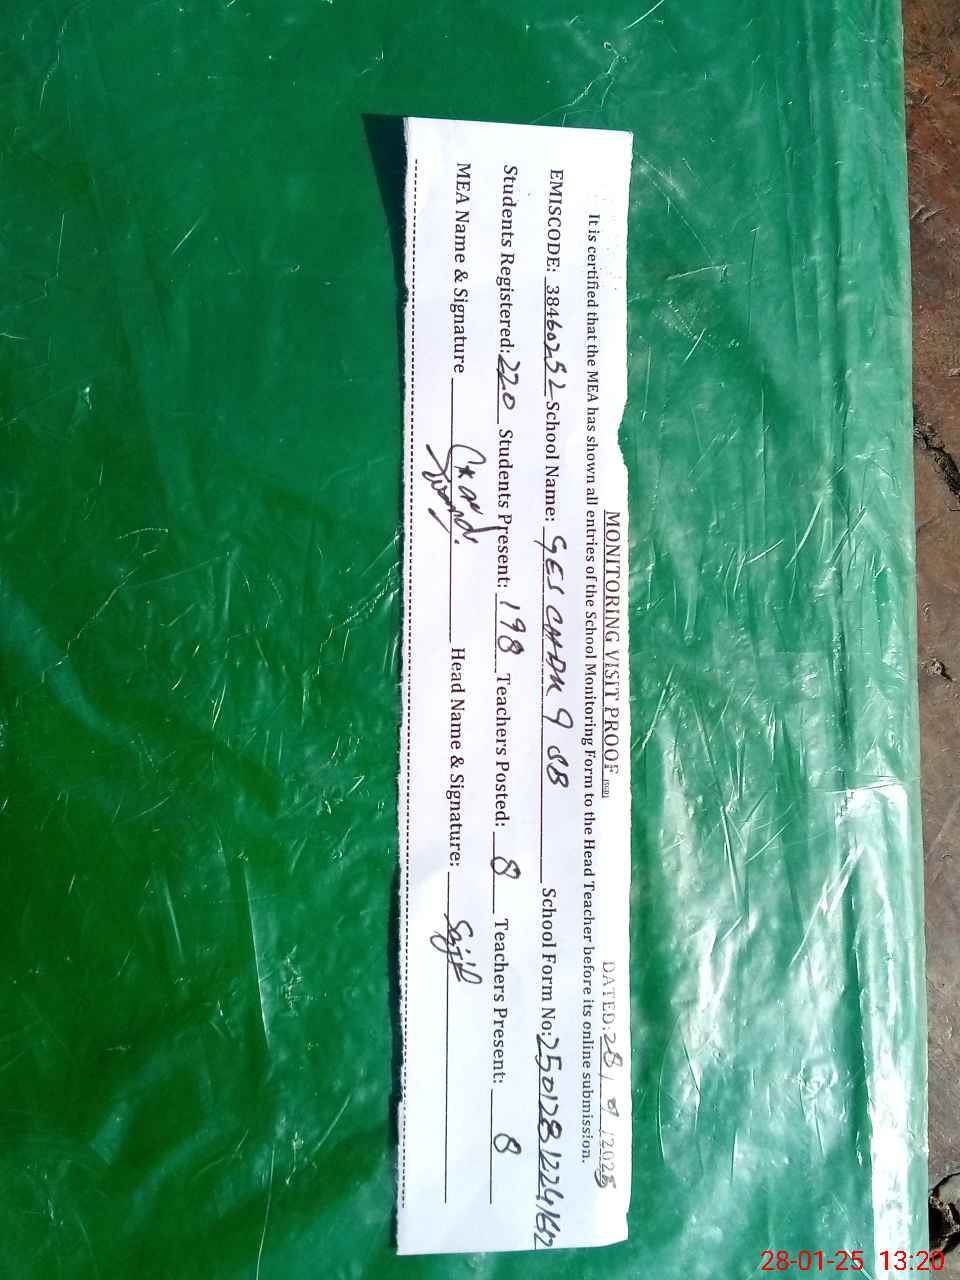 MONITORING VISIT PROOF DATED: 28/01/2025
It is certified that the MEA has shown all entries of the School Monitoring Form to the Head Teacher before its online submission.
EMISCODE: 38460252 School Name: GES CHAK 9 SB School Form No: 250128122416
Students Registered: 220 Students Present: 198 Teachers Posted: 8 Teachers Present: 8
MEA Name & Signature Head Name & Signature:
28-01-25 13:20